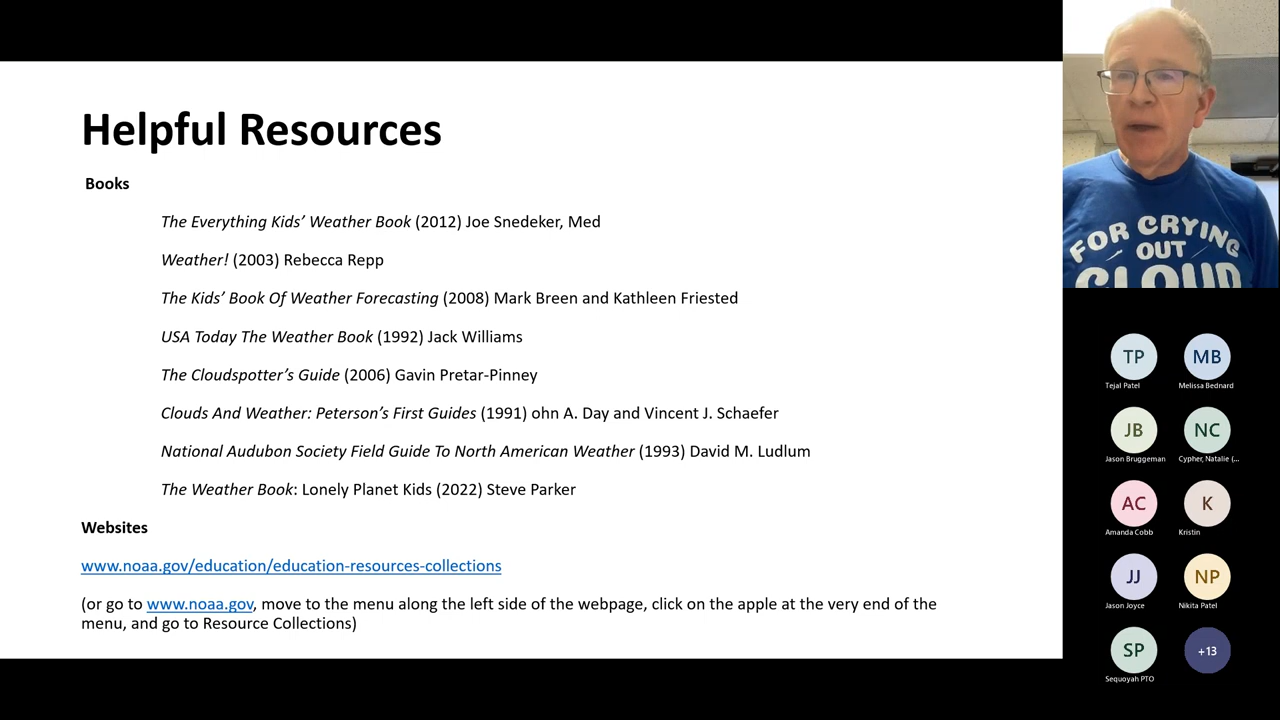 Helpful Resources
Books
The Everything Kids' Weather Book (2012) Joe Snedeker, Med
Weather! (2003) Rebecca Repp
The Kids' Book Of Weather Forecasting (2008) Mark Breen and Kathleen Friested
USA Today The Weather Book (1992) Jack Williams
The Cloudspotter's Guide (2006) Gavin Pretar-Pinney
Clouds And Weather: Peterson's First Guides (1991) ohn A. Day and Vincent J. Schaefer
National Audubon Society Field Guide To North American Weather (1993) David M. Ludlum
The Weather Book: Lonely Planet Kids (2022) Steve Parker
Websites
www.noaa.gov/education/education-resources-collections
(or go to www.noaa.gov, move to the menu along the left side of the webpage, click on the apple at the very end of the
menu, and go to Resource Collections)
FOR CRYING
OUT
CLOUD
TP
Tejal Patel
MB
Melissa Bednard
JB
Jason Bruggeman
NC
Cypher, Natalie (...
AC
Amanda Cobb
K
Kristin
JJ
Jason Joyce
NP
Nikita Patel
SP
Sequoyah PTO
+13